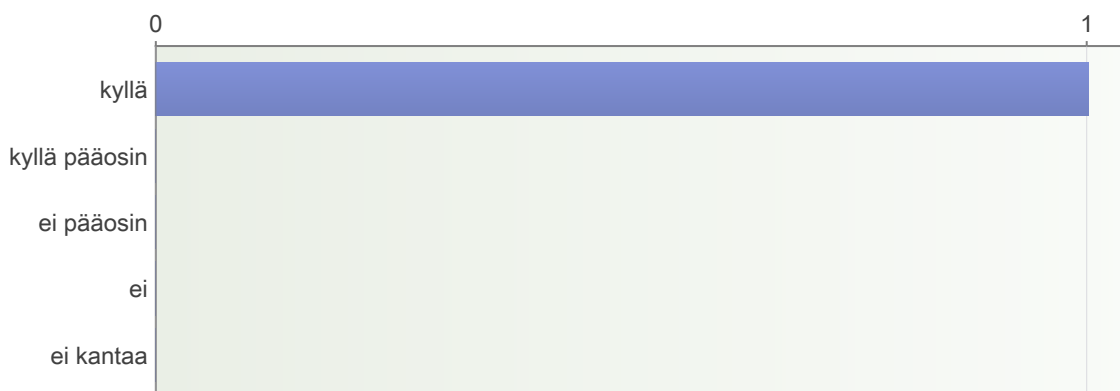 0 1
kyllä
kyllä pääosin
ei pääosin
ei
ei kantaa